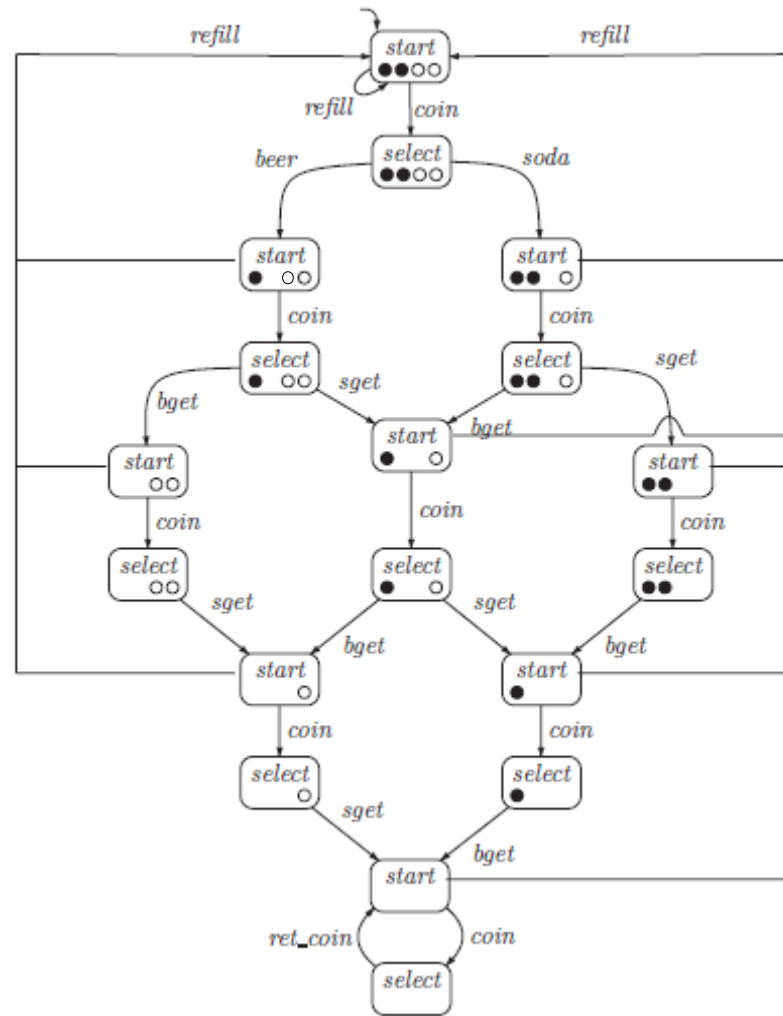 refill refill
start
refill
coin
select
beer soda
start start
coin coin
select select
sget
bget sget
start bget
start start
coin coin coin
select select select
sget bget sget bget
start start
coin coin
select select
sget bget
start
ret_coin coin
select